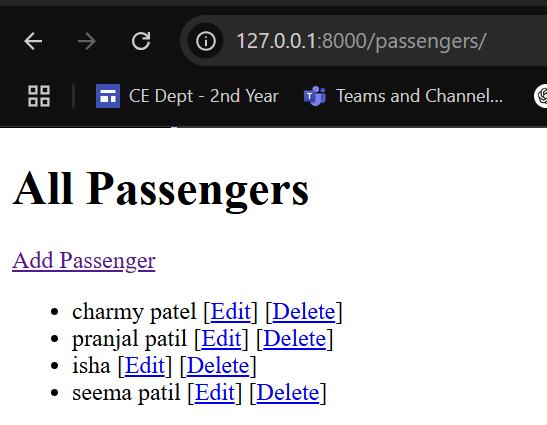 127.0.0.1:8000/passengers/
CE Dept - 2nd Year Teams and Channel...
All Passengers
Add Passenger
charmy patel [Edit] [Delete]
pranjal patil [Edit] [Delete]
isha [Edit] [Delete]
seema patil [Edit] [Delete]